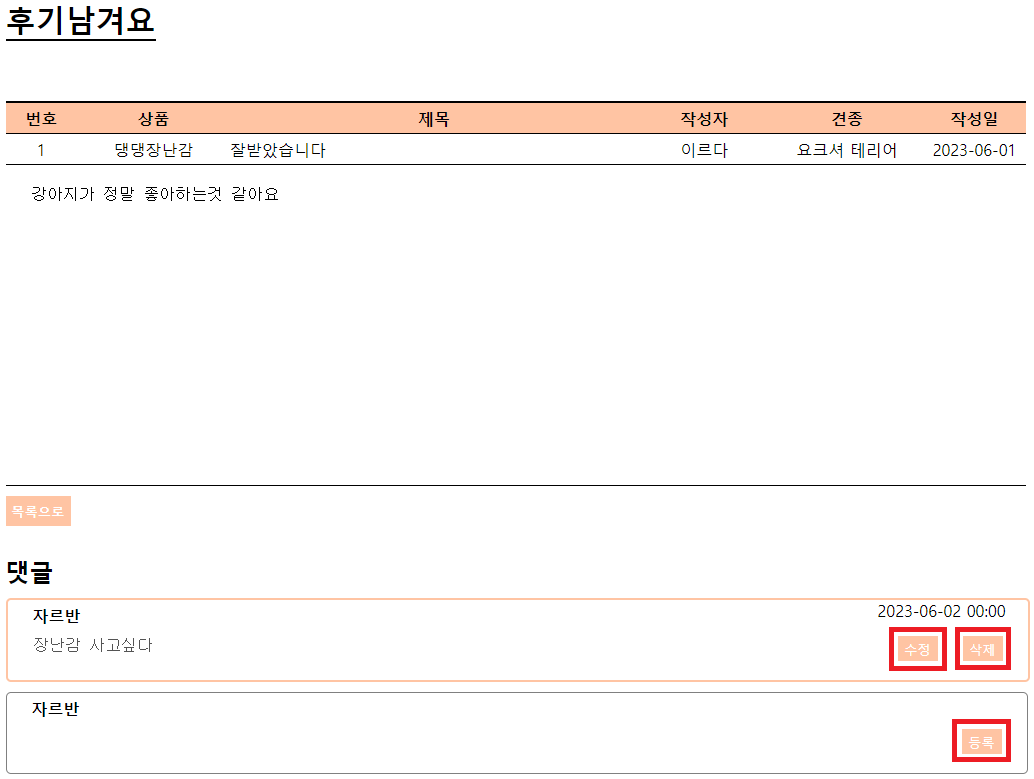 후기남겨요
번호 상품 제목 작성자 견종 작성일
1 댕댕장난감 잘받았습니다 이르다 요크셔 테리어 2023-06-01
강아지가 정말 좋아하는것 같아요
목록으로
댓글
자르반 2023-06-02 00:00
장난감 사고싶다 수정 삭제
자르반
등록